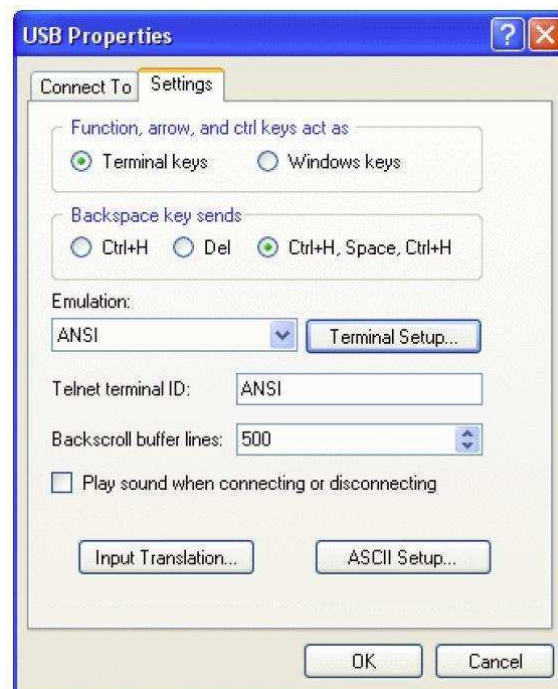 USB Properties
Connect To Settings
Function, arrow, and ctrl keys act as
Terminal keys Windows keys
Backspace key sends
Ctrl+H Del Ctrl+H, Space, Ctrl+H
Emulation:
ANSI Terminal Setup...
Telnet terminal ID: ANSI
Backscroll buffer lines: 500
Play sound when connecting or disconnecting
Input Translation... ASCII Setup...
OK Cancel